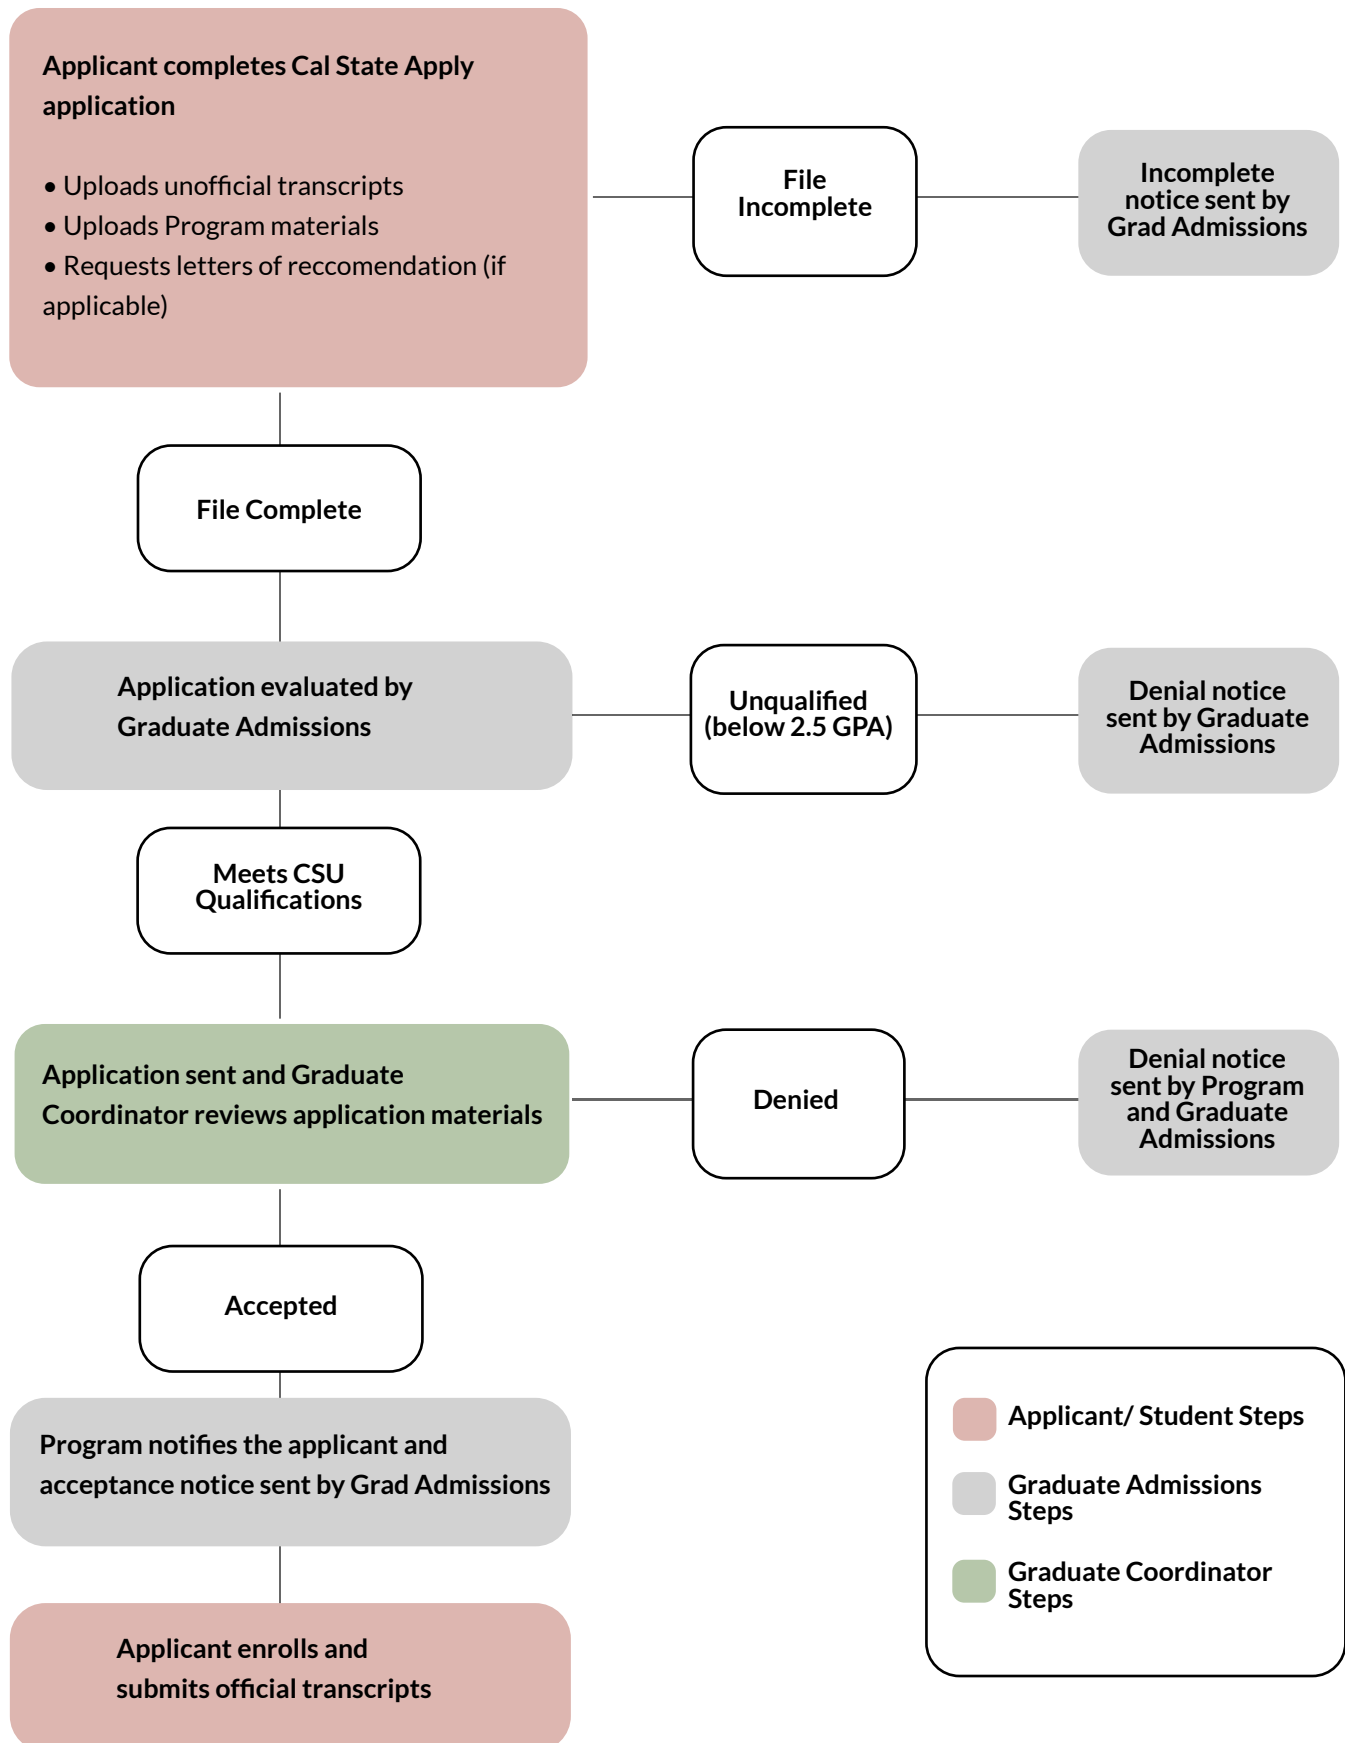 Applicant completes Cal State Apply
application
• Uploads unofficial transcripts
• Uploads Program materials
• Requests letters of reccomendation (if
applicable)
File
Incomplete
Incomplete
notice sent by
Grad Admissions
File Complete
Application evaluated by
Graduate Admissions
Unqualified
(below 2.5 GPA)
Denial notice
sent by Graduate
Admissions
Meets CSU
Qualifications
Application sent and Graduate
Coordinator reviews application materials
Denied
Denial notice
sent by Program
and Graduate
Admissions
Accepted
Program notifies the applicant and
acceptance notice sent by Grad Admissions
Applicant enrolls and
submits official transcripts
Applicant/ Student Steps
Graduate Admissions
Steps
Graduate Coordinator
Steps